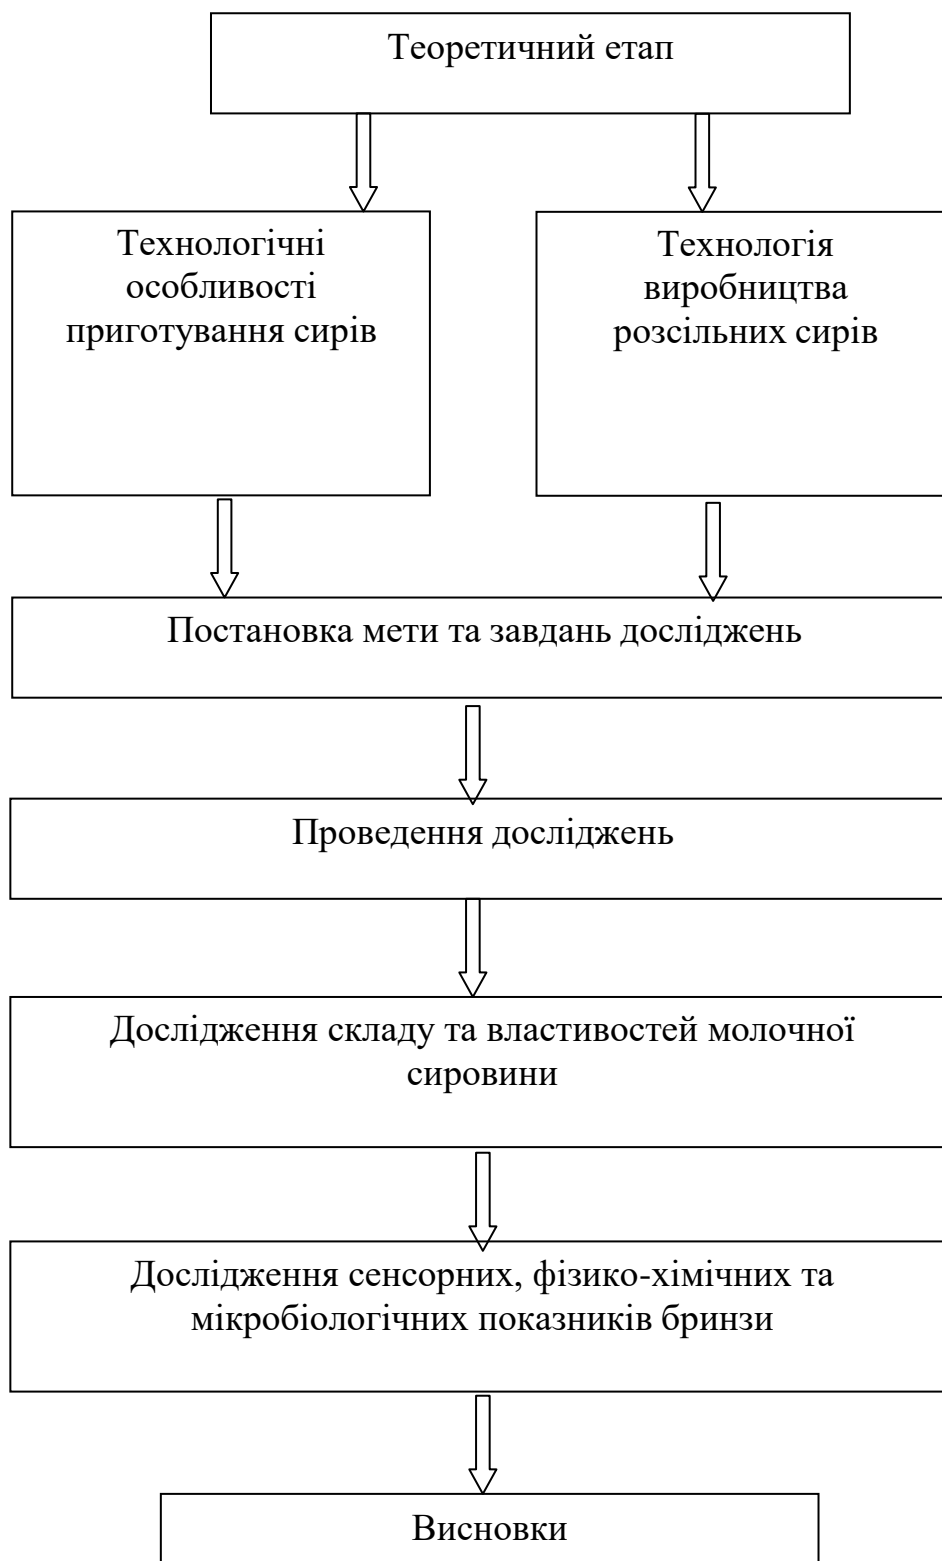 Теоретичний етап
Технологічні
особливості
приготування сирів
Технологія
виробництва
розсільних сирів
Постановка мети та завдань досліджень
Проведення досліджень
Дослідження складу та властивостей молочної
сировини
Дослідження сенсорних, фізико-хімічних та
мікробіологічних показників бринзи
Висновки